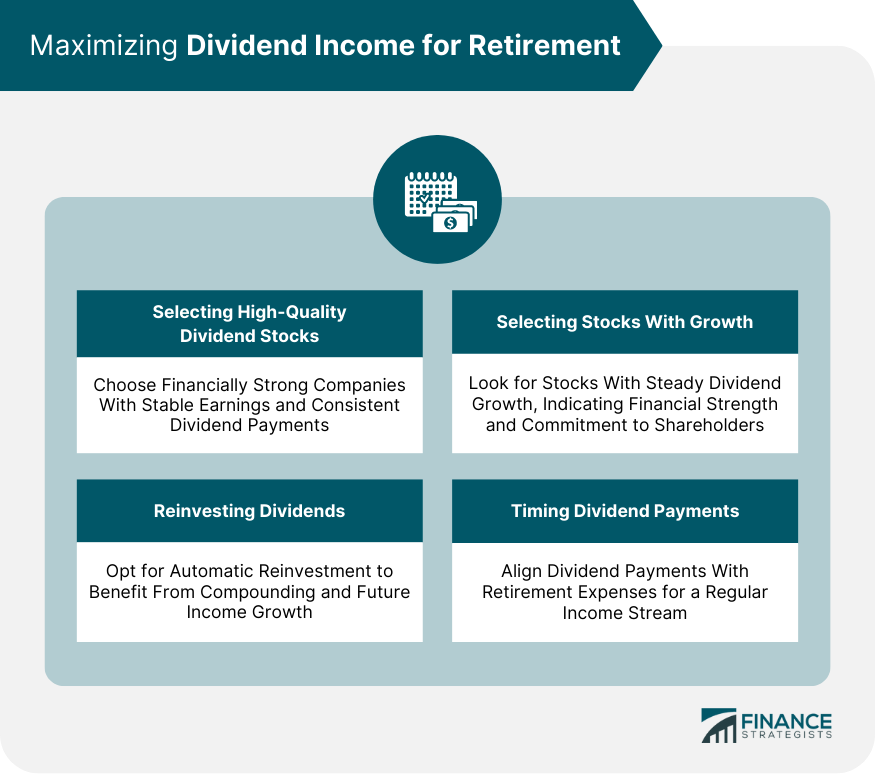 Maximizing Dividend Income for Retirement
$
Selecting High-Quality
Dividend Stocks
Choose Financially Strong Companies
With Stable Earnings and Consistent
Dividend Payments
Selecting Stocks With Growth
Look for Stocks With Steady Dividend
Growth, Indicating Financial Strength
and Commitment to Shareholders
Reinvesting Dividends
Opt for Automatic Reinvestment to
Benefit From Compounding and Future
Income Growth
Timing Dividend Payments
Align Dividend Payments With
Retirement Expenses for a Regular
Income Stream
FINANCE
STRATEGISTS